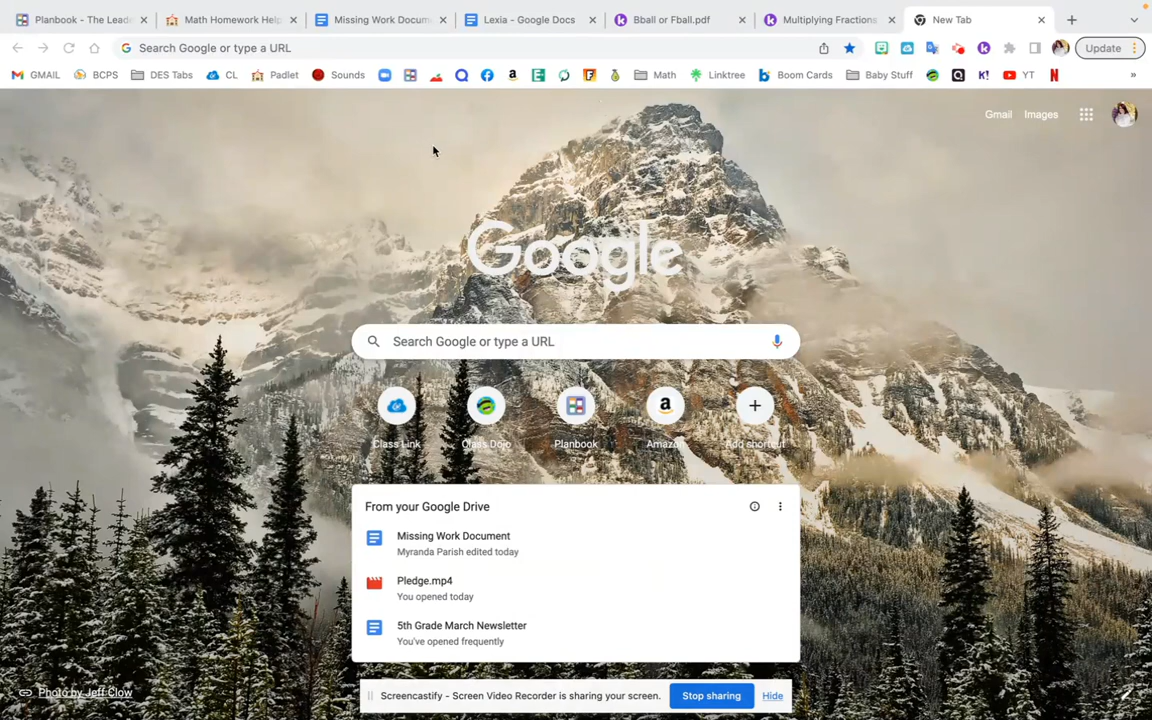 Planbook - The Leade
Math Homework Help
Missing Work Docum
Lexia - Google Docs
Bball or Fball.pdf
Multiplying Fractions
New Tab
Search Google or type a URL
Update
GMAIL
BCPS
DES Tabs
CL
Padlet
Sounds
Math
Linktree
Boom Cards
Baby Stuff
K!
YT
»
Gmail
Images
Google
Search Google or type a URL
Class Link
Class Dojo
Planbook
Amazon
Add shortcut
From your Google Drive
Missing Work Document
Myranda Parish edited today
Pledge.mp4
You opened today
5th Grade March Newsletter
You've opened frequently
Photo by Jeff Clow
Screencastify - Screen Video Recorder is sharing your screen.
Stop sharing
Hide